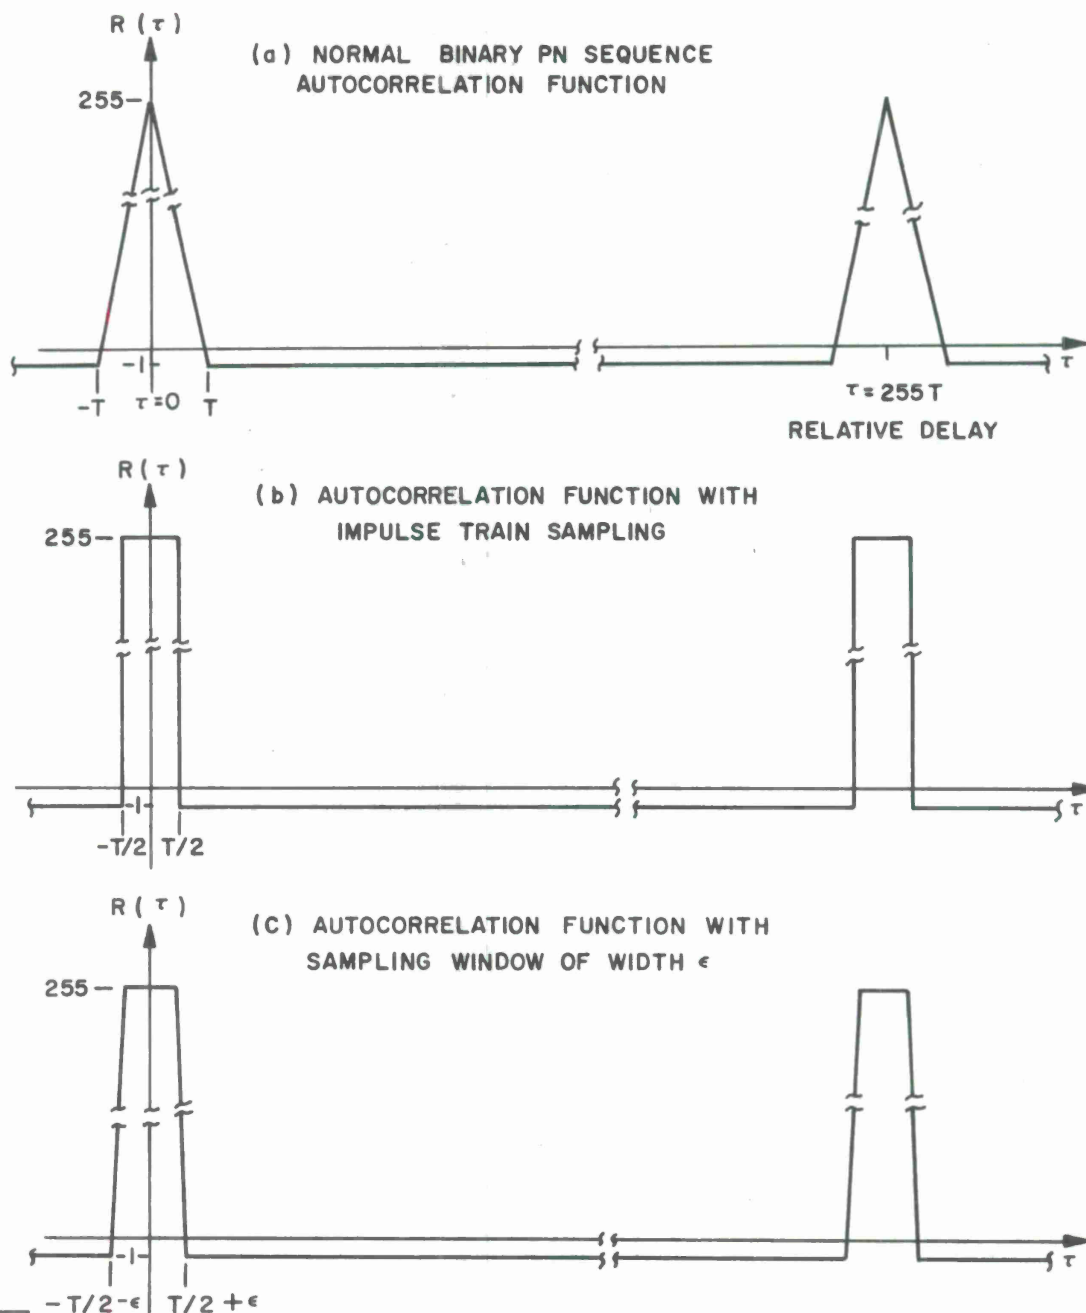 R(τ)
(a) NORMAL BINARY PN SEQUENCE
AUTOCORRELATION FUNCTION
255
-1
τ
-T
τ=0
T
τ=255T
RELATIVE DELAY
R(τ)
(b) AUTOCORRELATION FUNCTION WITH
IMPULSE TRAIN SAMPLING
255
-1
τ
-T/2
T/2
R(τ)
(c) AUTOCORRELATION FUNCTION WITH
SAMPLING WINDOW OF WIDTH ϵ
255
-1
τ
-T/2-ϵ
T/2+ϵ